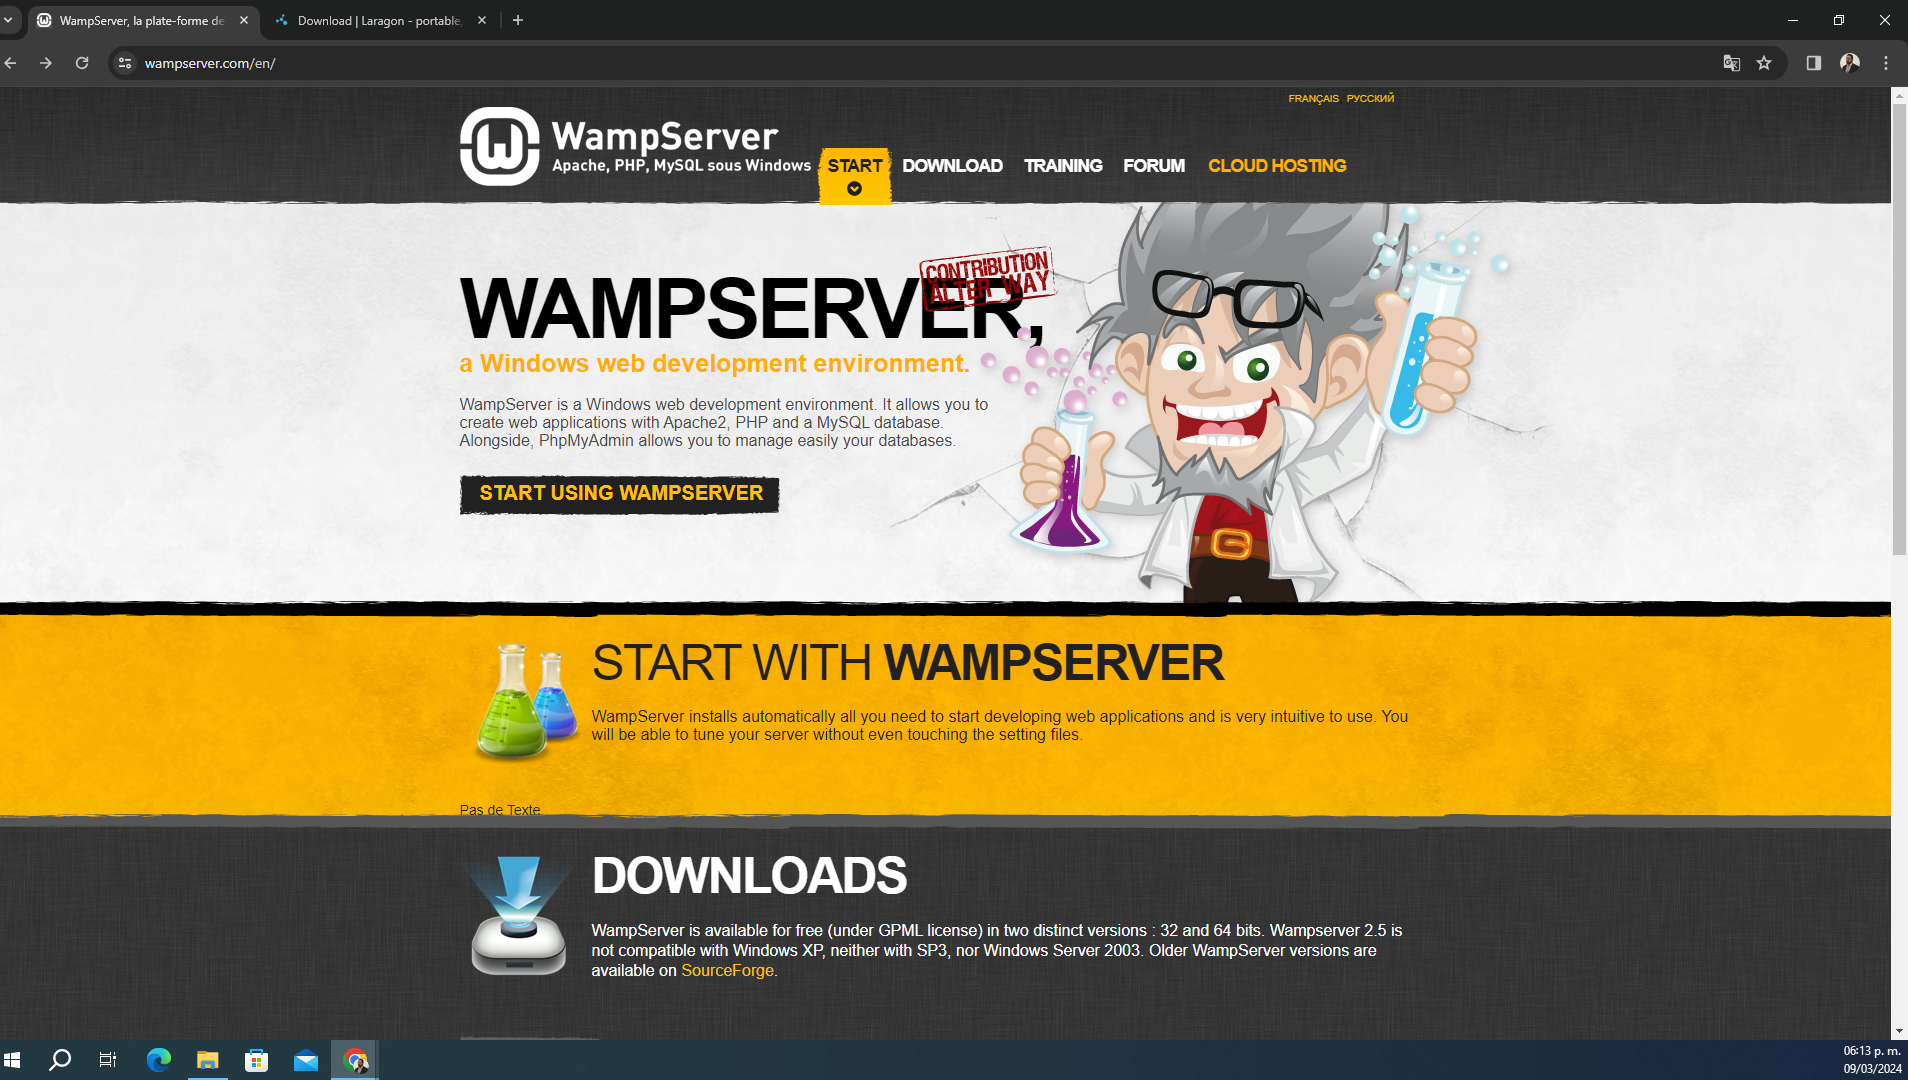 WampServer, la plate-forme de
Download | Laragon - portable,
wampserver.com/en/
FRANÇAIS РУССКИЙ
WampServer
Apache, PHP, MySQL sous Windows
START DOWNLOAD TRAINING FORUM CLOUD HOSTING
CONTRIBUTION
ALTER WAY
WAMPSERVER,
a Windows web development environment.
WampServer is a Windows web development environment. It allows you to
create web applications with Apache2, PHP and a MySQL database.
Alongside, PhpMyAdmin allows you to manage easily your databases.
START USING WAMPSERVER
START WITH WAMPSERVER
WampServer installs automatically all you need to start developing web applications and is very intuitive to use. You
will be able to tune your server without even touching the setting files.
Pas de Texte
DOWNLOADS
WampServer is available for free (under GPML license) in two distinct versions : 32 and 64 bits. Wampserver 2.5 is
not compatible with Windows XP, neither with SP3, nor Windows Server 2003. Older WampServer versions are
available on SourceForge.
06:13 p. m.
09/03/2024